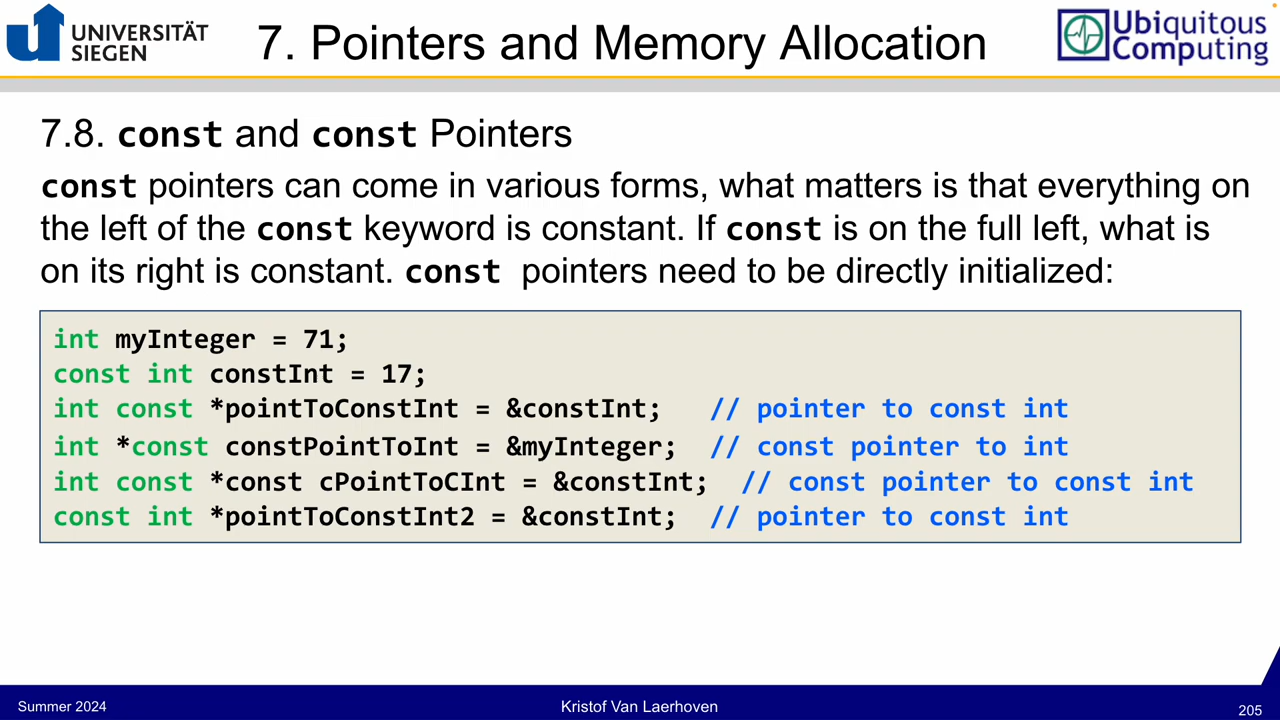 UNIVERSITÄT
SIEGEN
7. Pointers and Memory Allocation
Ubiquitous
Computing
7.8. const and const Pointers
const pointers can come in various forms, what matters is that everything on
the left of the const keyword is constant. If const is on the full left, what is
on its right is constant. const pointers need to be directly initialized:
int myInteger = 71;
const int constInt = 17;
int const *pointToConstInt = &constInt; // pointer to const int
int *const constPointToInt = &myInteger; // const pointer to int
int const *const cPointToCInt = &constInt; // const pointer to const int
const int *pointToConstInt2 = &constInt; // pointer to const int
Summer 2024
Kristof Van Laerhoven
205